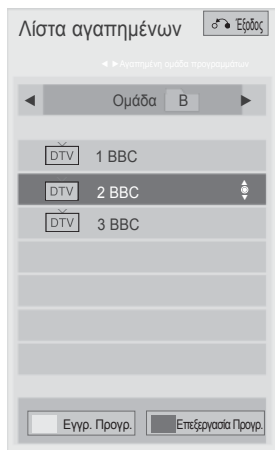 Λίστα αγαπημένων
Έξοδος
◄ ►Αγαπημένη ομάδα προγραμμάτων
◄ Ομάδα B ►
DTV 1 BBC
DTV 2 BBC
DTV 3 BBC
Εγγρ. Προγρ. Επεξεργασία Προγρ.